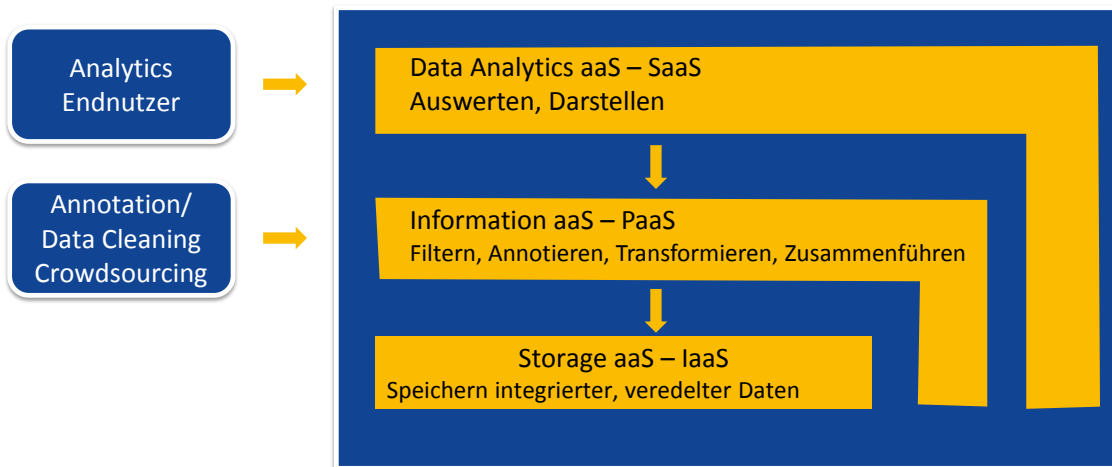 Analytics
Endnutzer
Data Analytics aaS – SaaS
Auswerten, Darstellen
Annotation/
Data Cleaning
Crowdsourcing
Information aaS – PaaS
Filtern, Annotieren, Transformieren, Zusammenführen
Storage aaS – IaaS
Speichern integrierter, veredelter Daten